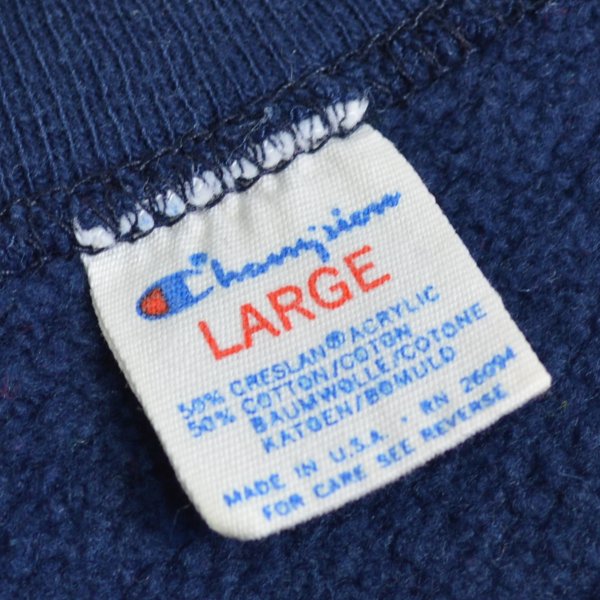 Champion
LARGE
50% CRESLAN® ACRYLIC
50% COTTON/COTON
BAUMWOLLE/COTONE
KATOEN/BOMULD
MADE IN U.S.A. · RN 26094
FOR CARE SEE REVERSE